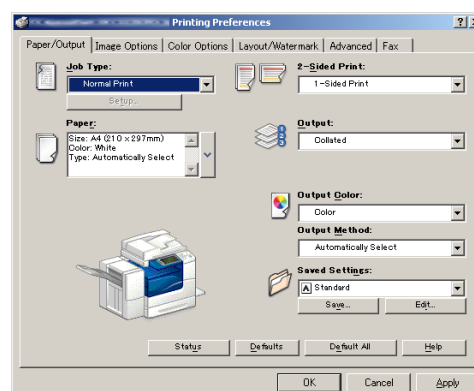 Printing Preferences
Paper/Output
Image Options
Color Options
Layout/Watermark
Advanced
Fax
Job Type:
Normal Print
Setup...
Paper:
Size: A4 (210 × 297mm)
Color: White
Type: Automatically Select
2-Sided Print:
1-Sided Print
Output:
Collated
Output Color:
Color
Output Method:
Automatically Select
Saved Settings:
A Standard
Save...
Edit...
Status
Defaults
Default All
Help
OK
Cancel
Apply